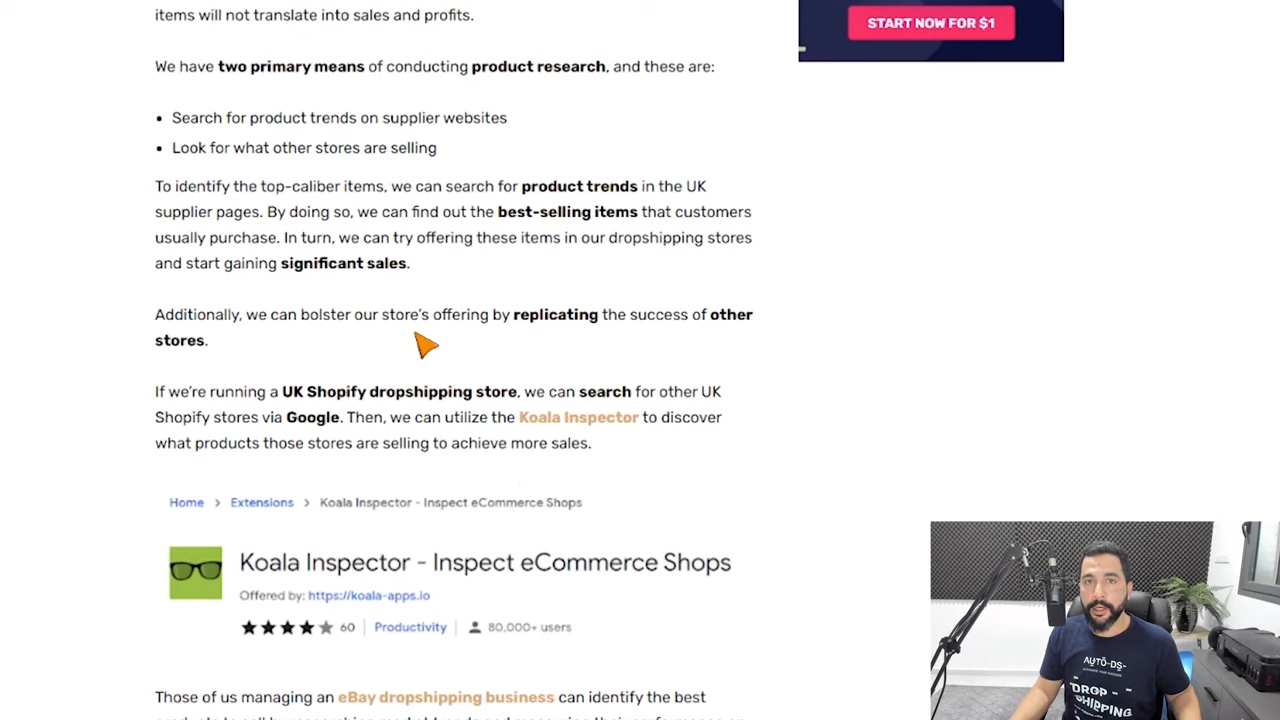 items will not translate into sales and profits.
START NOW FOR $1
We have two primary means of conducting product research, and these are:
• Search for product trends on supplier websites
• Look for what other stores are selling
To identify the top-caliber items, we can search for product trends in the UK
supplier pages. By doing so, we can find out the best-selling items that customers
usually purchase. In turn, we can try offering these items in our dropshipping stores
and start gaining significant sales.
Additionally, we can bolster our store's offering by replicating the success of other
stores.
If we're running a UK Shopify dropshipping store, we can search for other UK
Shopify stores via Google. Then, we can utilize the Koala Inspector to discover
what products those stores are selling to achieve more sales.
Home > Extensions > Koala Inspector - Inspect eCommerce Shops
Koala Inspector - Inspect eCommerce Shops
Offered by: https://koala-apps.io
60 Productivity 80,000+ users
Those of us managing an eBay dropshipping business can identify the best
AUTO-DS
DROP
SHIPPING